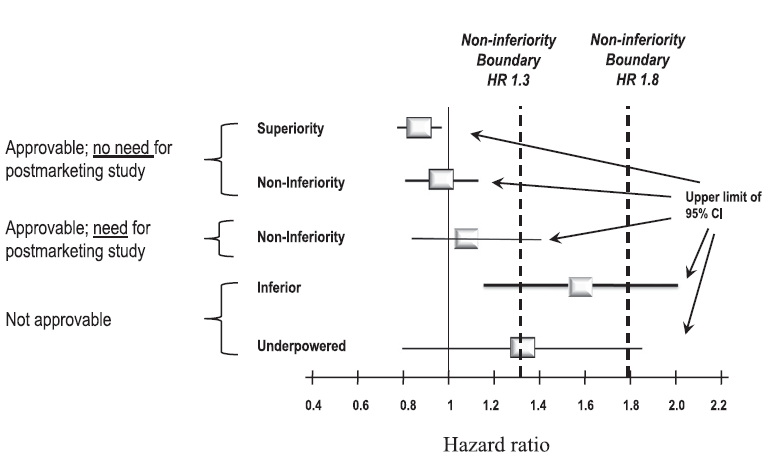 Non-inferiority
Boundary
HR 1.3
Non-inferiority
Boundary
HR 1.8
Approvable; no need for
postmarketing study
Superiority
Non-Inferiority
Approvable; need for
postmarketing study
Non-Inferiority
Not approvable
Inferior
Underpowered
Upper limit of
95% CI
0.4 0.6 0.8 1 1.2 1.4 1.6 1.8 2.0 2.2
Hazard ratio